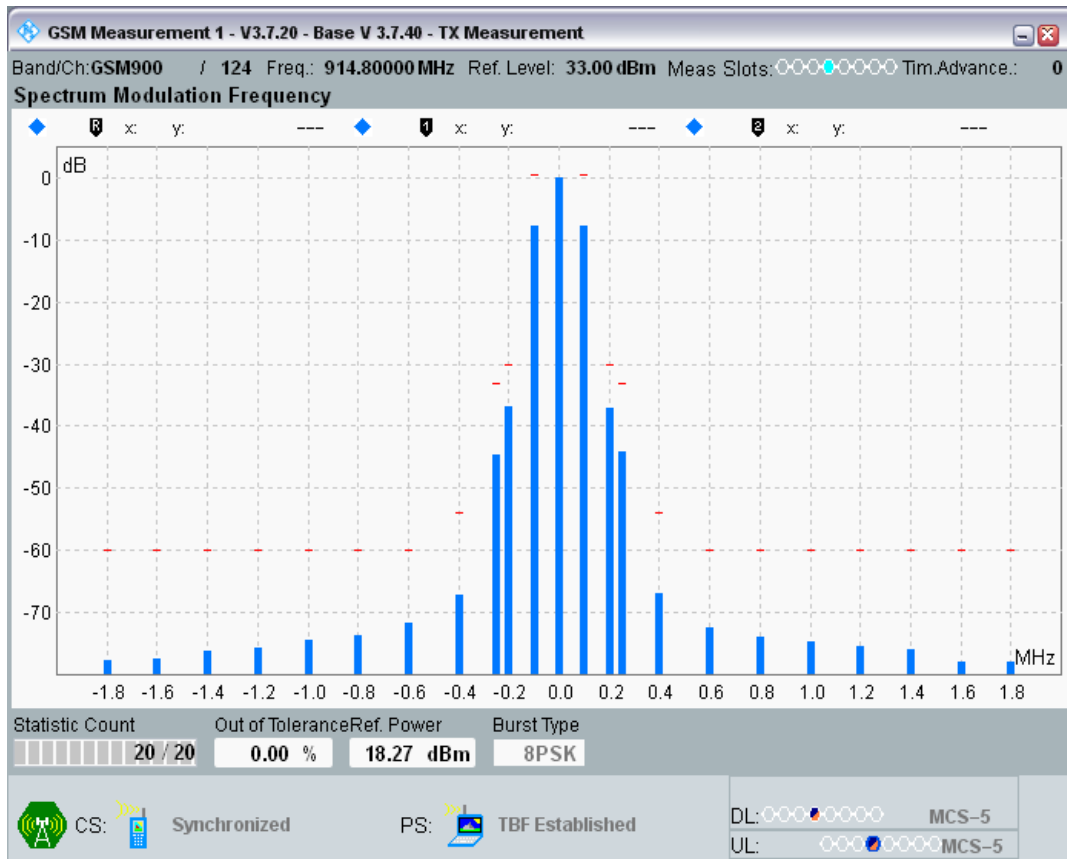 GSM Measurement 1 - V3.7.20 - Base V 3.7.40 - TX Measurement
Band/Ch:GSM900 / 124 Freq.: 914.80000 MHz Ref. Level: 33.00 dBm Meas Slots: Tim.Advance.: 0
Spectrum Modulation Frequency
R x: y: --- 1 x: y: --- 2 x: y: ---
dB
0
-10
-20
-30
-40
-50
-60
-70
MHz
-1.8 -1.6 -1.4 -1.2 -1.0 -0.8 -0.6 -0.4 -0.2 0.0 0.2 0.4 0.6 0.8 1.0 1.2 1.4 1.6 1.8
Statistic Count Out of Tolerance Ref. Power Burst Type
20 / 20 0.00 % 18.27 dBm 8PSK
CS: Synchronized PS: TBF Established
DL: MCS-5
UL: MCS-5